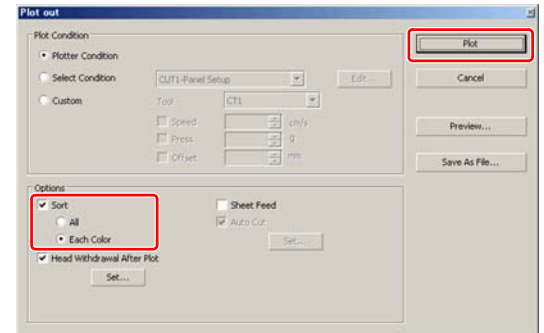 Plot out
Plot Condition
Plotter Condition
Select Condition
CUT1-Panel Setup
Edit...
Custom
Tool
CT1
Speed
cm/s
Press
g
Offset
mm
Plot
Cancel
Preview...
Save As File...
Options
Sort
All
Each Color
Head Withdrawal After Plot
Set...
Sheet Feed
Auto Cut
Set...